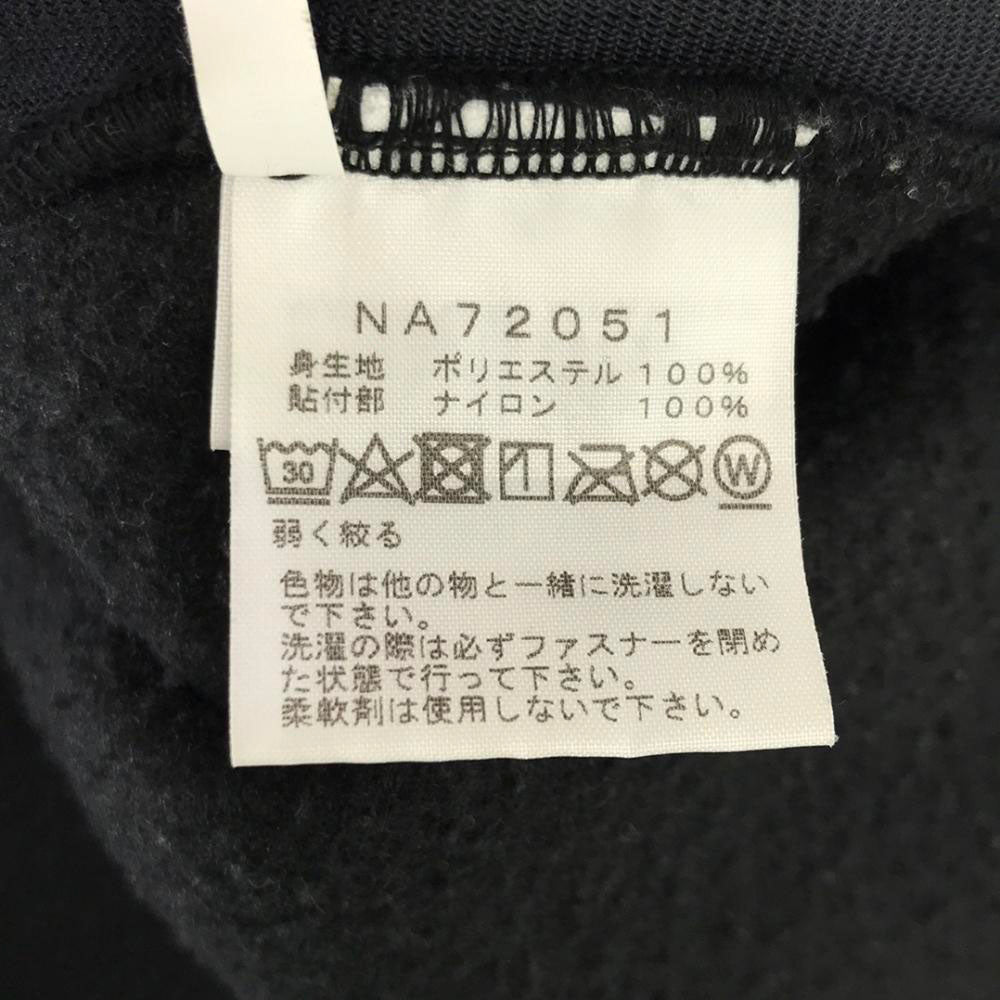 NA72051
身生地 ポリエステル 100%
貼付部 ナイロン 100%
30 W
弱く絞る
色物は他の物と一緒に洗濯しない
で下さい。
洗濯の際は必ずファスナーを閉め
た状態で行って下さい。
柔軟剤は使用しないで下さい。